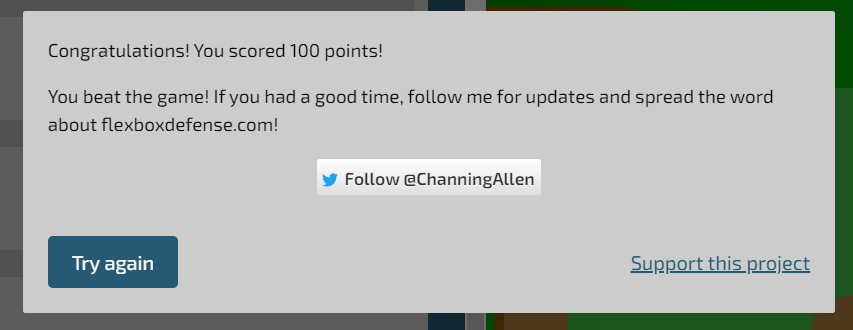 Congratulations! You scored 100 points!
You beat the game! If you had a good time, follow me for updates and spread the word
about flexboxdefense.com!
Follow @ChanningAllen
Try again
Support this project